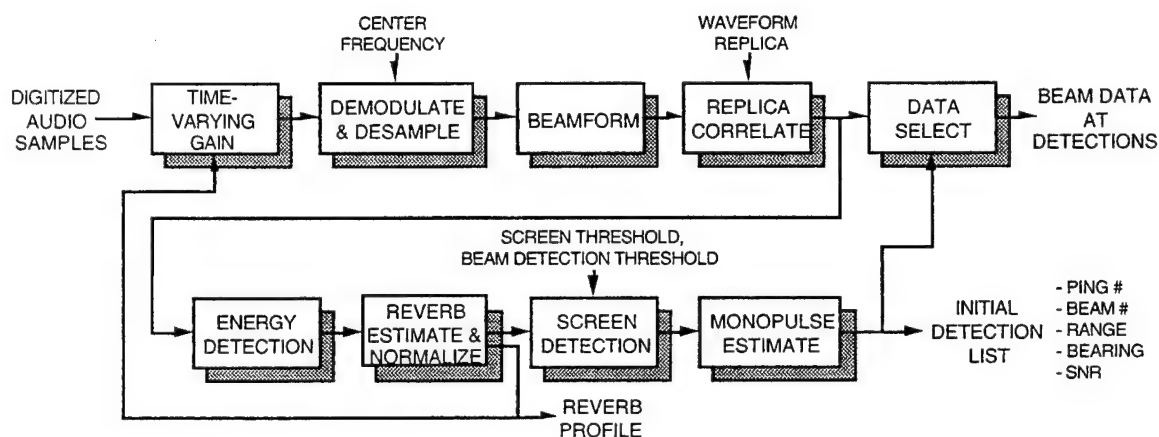 CENTER
FREQUENCY
WAVEFORM
REPLICA
DIGITIZED
AUDIO
SAMPLES
TIME-
VARYING
GAIN
DEMODULATE
& DESAMPLE
BEAMFORM
REPLICA
CORRELATE
DATA
SELECT
BEAM DATA
AT
DETECTIONS
SCREEN THRESHOLD,
BEAM DETECTION THRESHOLD
ENERGY
DETECTION
REVERB
ESTIMATE &
NORMALIZE
SCREEN
DETECTION
MONOPULSE
ESTIMATE
INITIAL
DETECTION
LIST
- PING #
- BEAM #
- RANGE
- BEARING
- SNR
REVERB
PROFILE